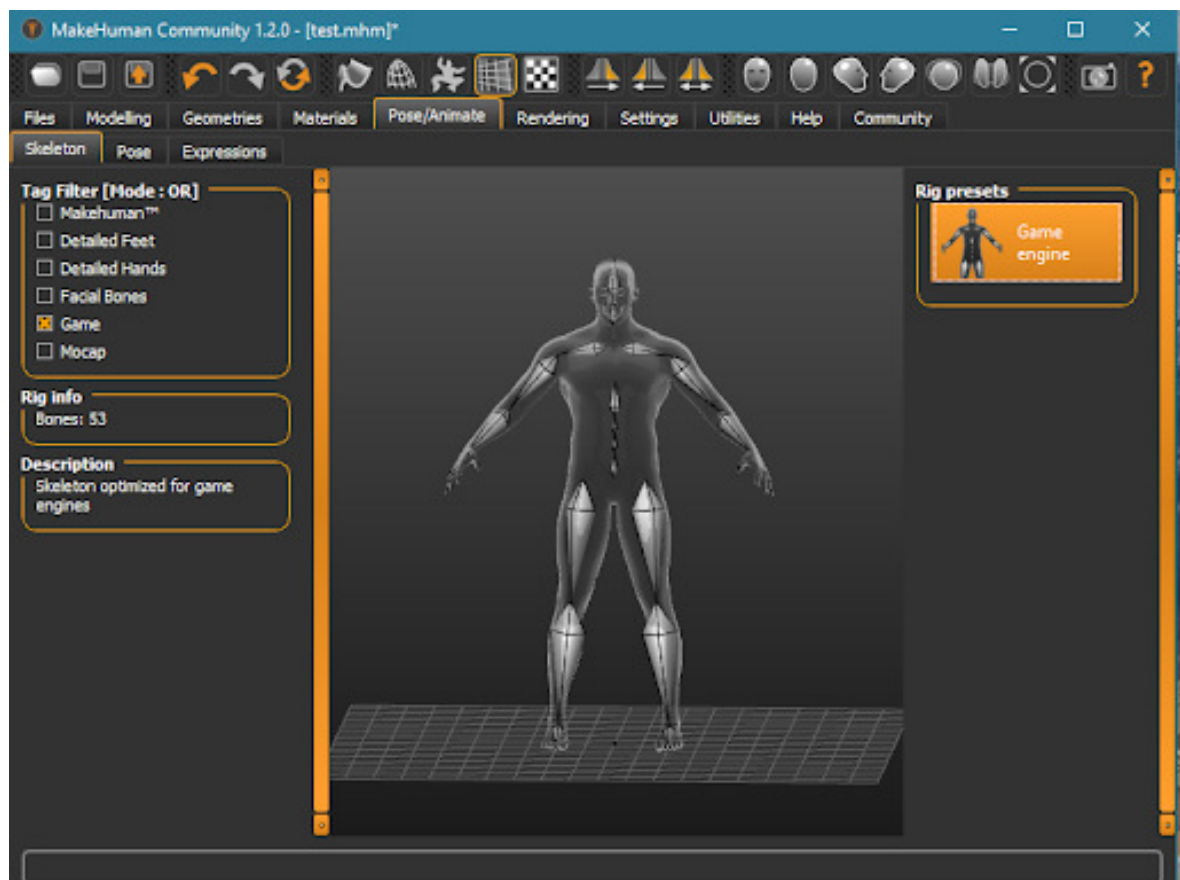 MakeHuman Community 1.2.0 - [test.mhm]*
Files Modelling Geometries Materials Pose/Animate Rendering Settings Utilities Help Community
Skeleton Pose Expressions
Tag Filter [Mode : OR]
Makehuman™
Detailed Feet
Detailed Hands
Facial Bones
Game
Mocap
Rig info
Bones: 53
Description
Skeleton optimized for game
engines
Rig presets
Game
engine